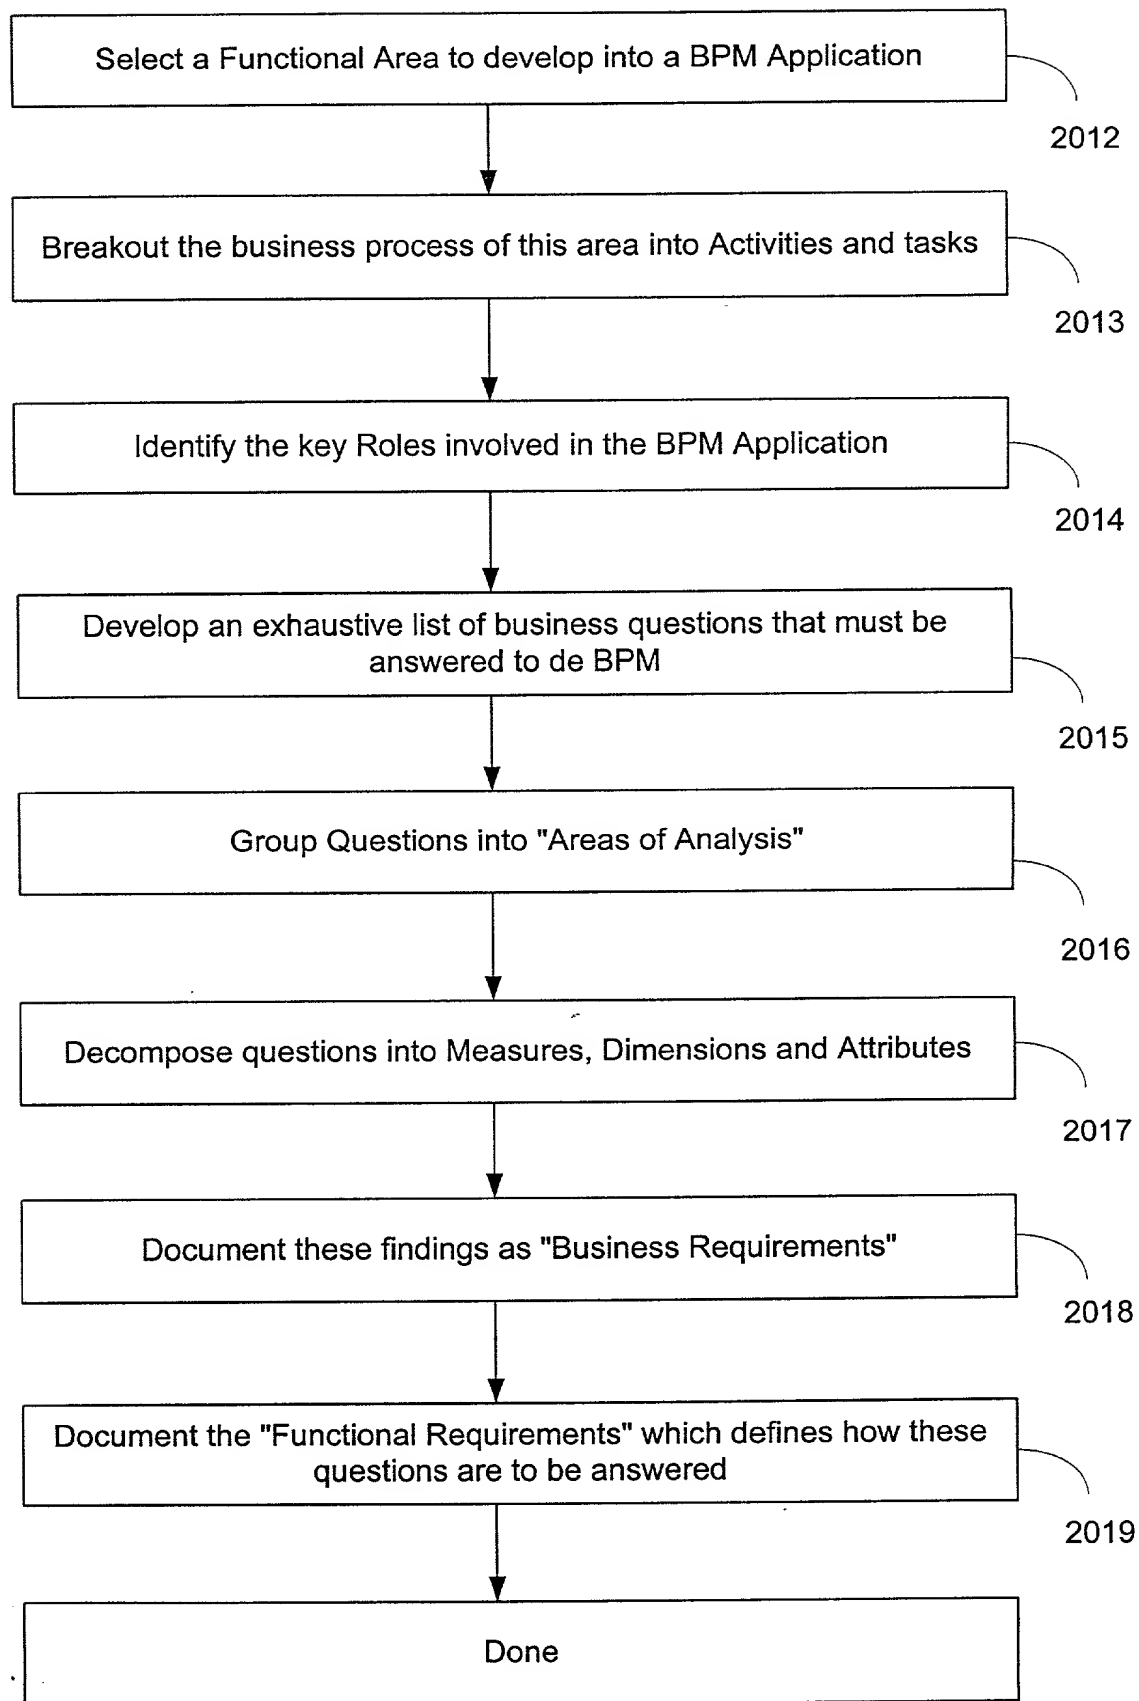 Select a Functional Area to develop into a BPM Application
2012
Breakout the business process of this area into Activities and tasks
2013
Identify the key Roles involved in the BPM Application
2014
Develop an exhaustive list of business questions that must be
answered to de BPM
2015
Group Questions into "Areas of Analysis"
2016
Decompose questions into Measures, Dimensions and Attributes
2017
Document these findings as "Business Requirements"
2018
Document the "Functional Requirements" which defines how these
questions are to be answered
2019
Done